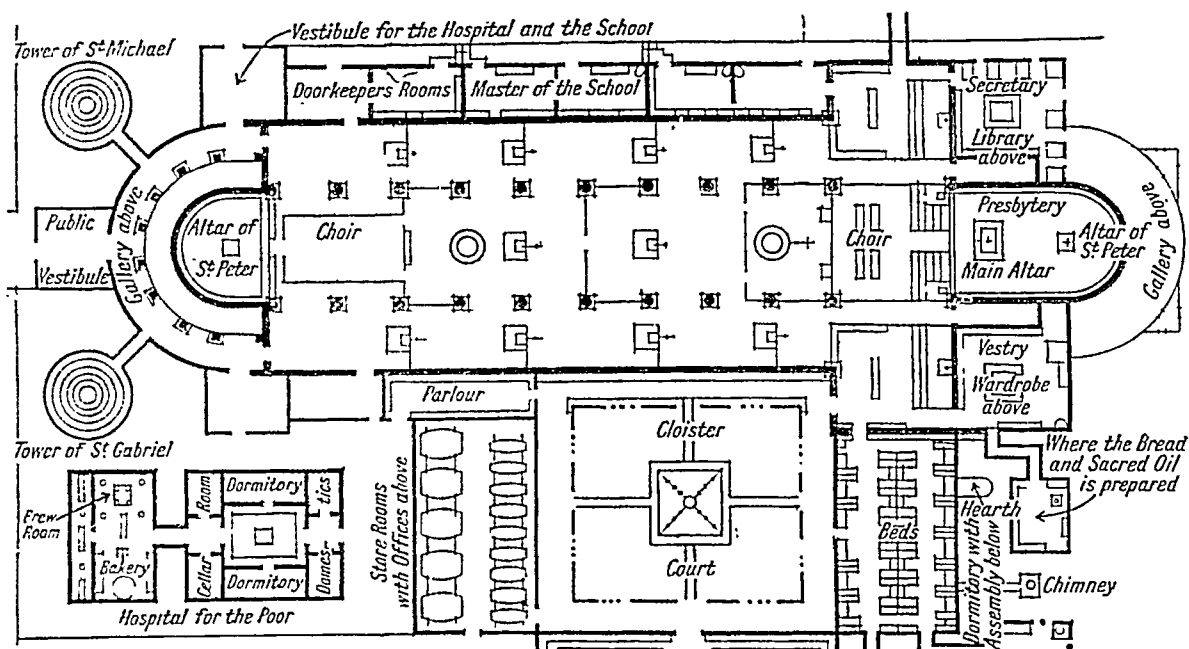 Tower of St Michael
Vestibule for the Hospital and the School
Doorkeepers Rooms
Master of the School
Secretary
Library
above
Public
Vestibule
Gallery above
Altar of
St Peter
Choir
Choir
Presbytery
Main Altar
Altar of
St Peter
Gallery above
Vestry
Wardrobe
above
Parlour
Tower of St Gabriel
Cloister
Court
Where the Bread
and Sacred Oil
is prepared
Hearth
Beds
Dormitory with
Assembly below
Chimney
Store Rooms
with Offices above
Brew
Room
Bakery
Room
Dormitory
tics
Cellar
Dormitory
Domes-
Hospital for the Poor